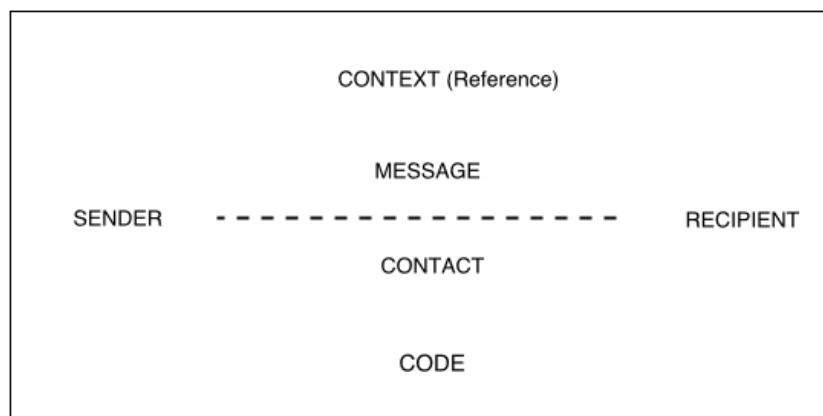 CONTEXT (Reference)
MESSAGE
SENDER RECIPIENT
CONTACT
CODE